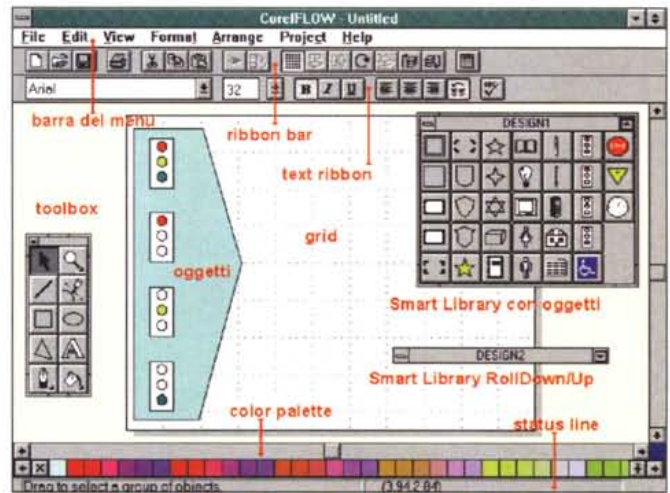 CorelFLOW - Untitled
File Edit View Format Arrange Project Help
Arial 32 B I U
barra del menu
ribbon bar
text ribbon
DESIGN1
toolbox
grid
oggetti
Smart Library con oggetti
DESIGN2
Smart Library RollDown/Up
color palette
status line
Drag to select a group of objects. (3.94,2.84)